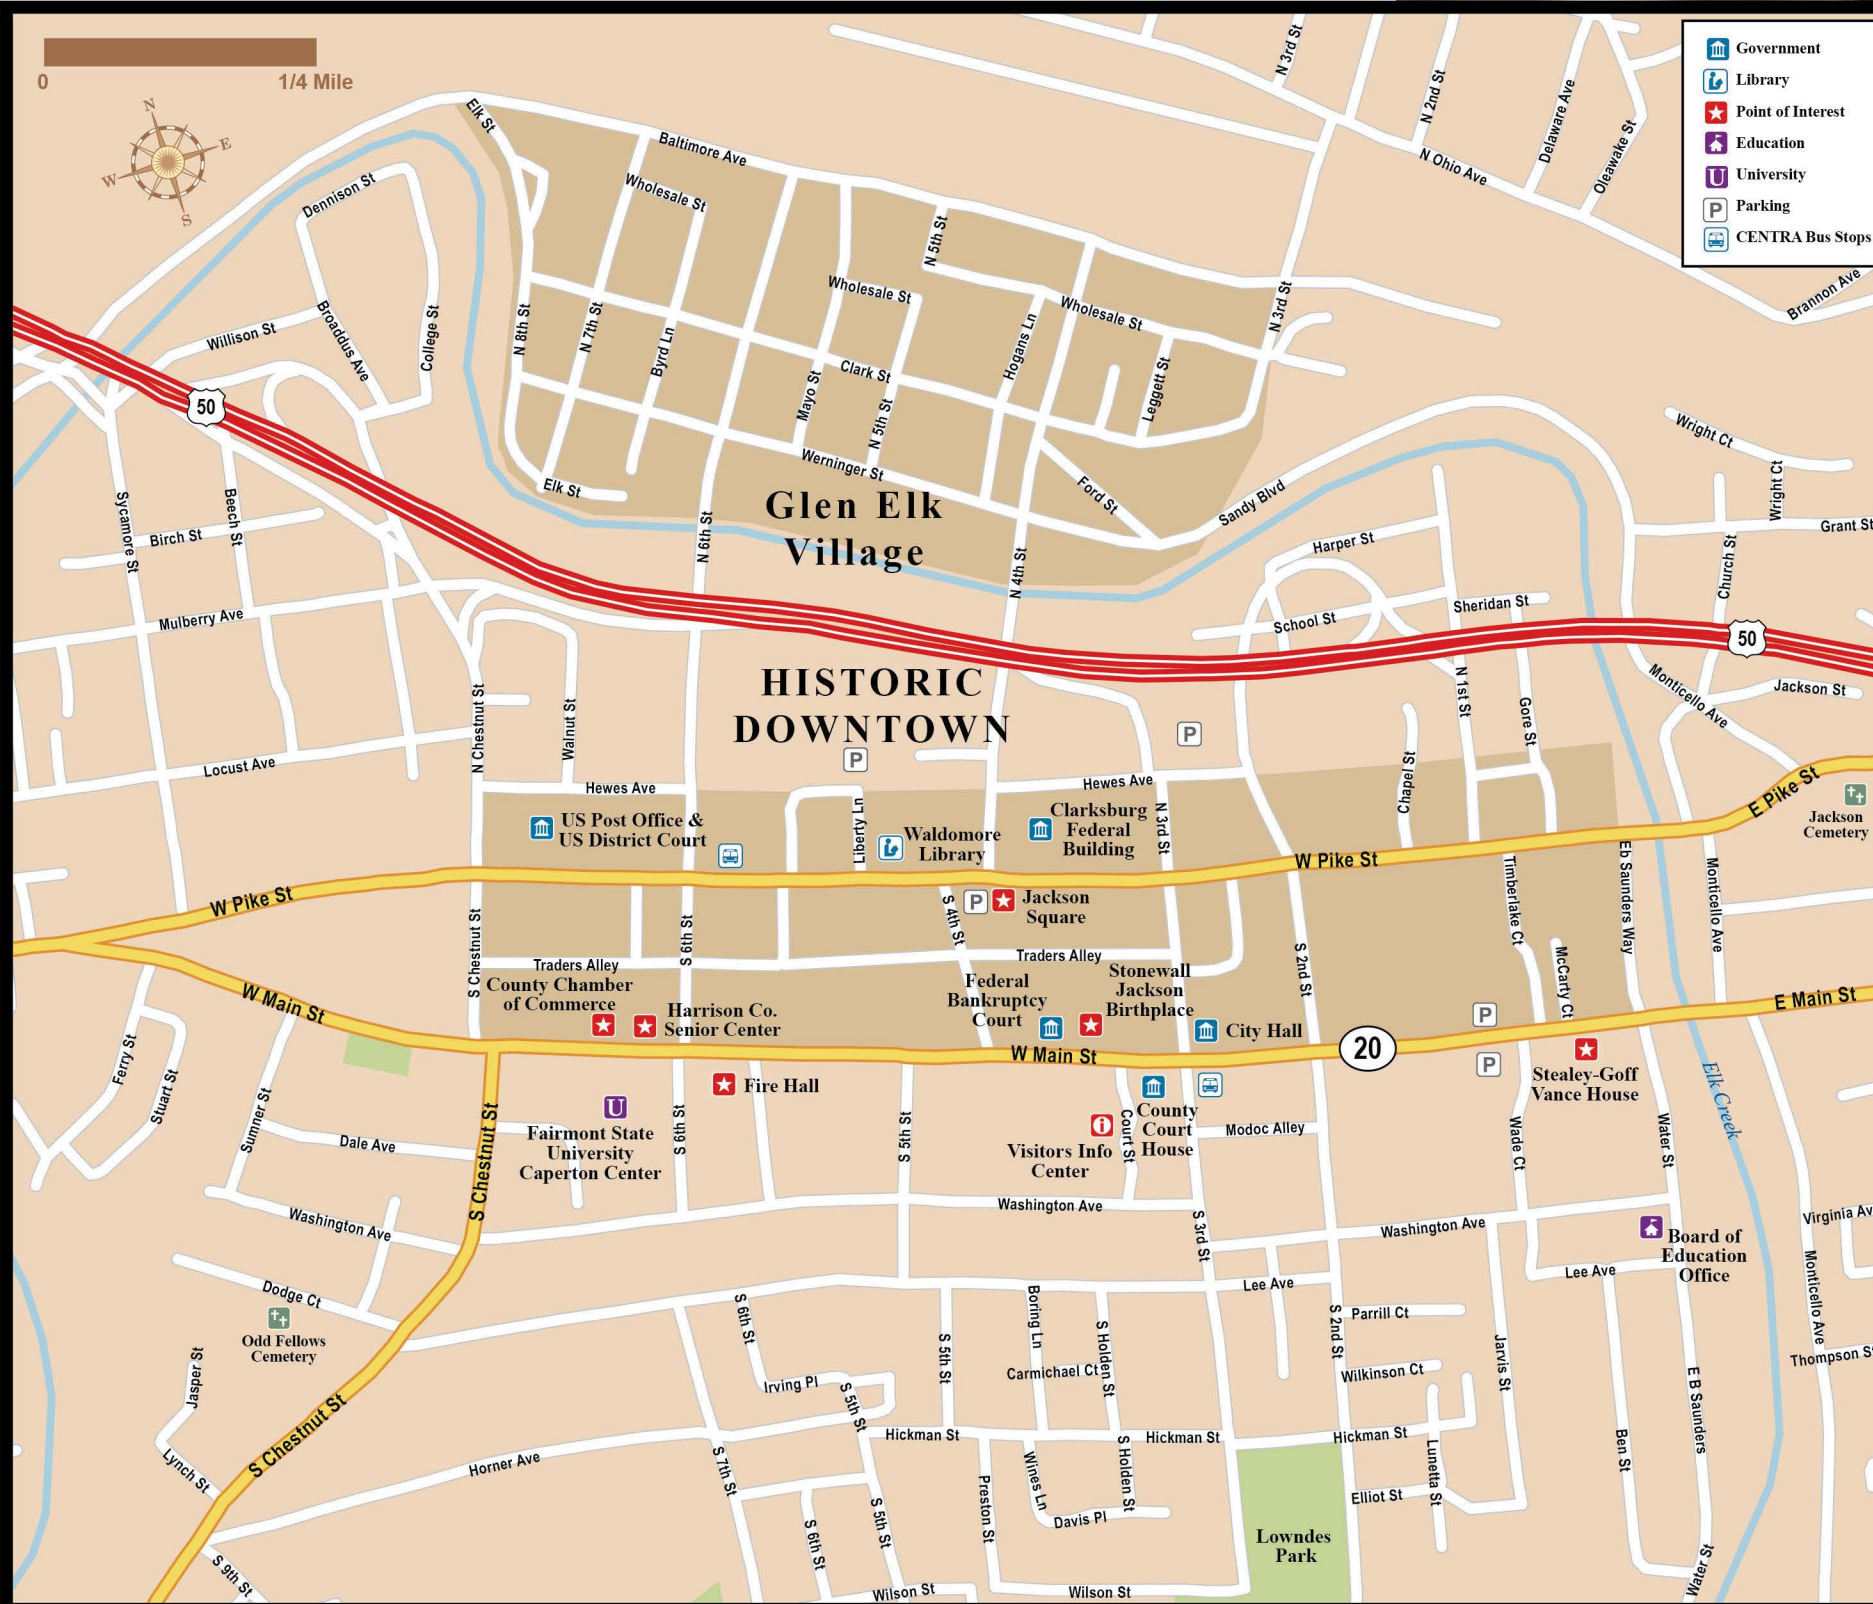 0
1/4 Mile
N
E
S
W
Government
Library
Point of Interest
Education
University
Parking
CENTRA Bus Stops
N 3rd St
N 2nd St
Delaware Ave
Oleawake St
N Ohio Ave
Brannon Ave
Elk St
Baltimore Ave
Wholesale St
Dennison St
N 5th St
Wholesale St
Wholesale St
N 3rd St
Willison St
Broaddus Ave
College St
N 8th St
N 7th St
Byrd Ln
Hogans Ln
Leggett St
Clark St
Mayo St
N 5th St
50
Werninger St
Elk St
Ford St
Sandy Blvd
Wright Ct
Wright Ct
Grant St
Glen Elk
Village
Sycamore St
Beech St
Birch St
N 6th St
N 4th St
Harper St
Church St
Mulberry Ave
School St
Sheridan St
50
HISTORIC
DOWNTOWN
N Chestnut St
Walnut St
P
P
N 1st St
Gore St
Monticello Ave
Jackson St
Locust Ave
Hewes Ave
Hewes Ave
Chapel St
E Pike St
Jackson
Cemetery
US Post Office &
US District Court
Liberty Ln
Waldomore
Library
Clarksburg
Federal
Building
N 3rd St
W Pike St
W Pike St
Timberlake Ct
Eb Saunders Way
Monticello Ave
P
Jackson
Square
S Chestnut St
S 6th St
S 4th St
Traders Alley
Traders Alley
S 2nd St
McCarty Ct
County Chamber
of Commerce
Harrison Co.
Senior Center
Federal
Bankruptcy
Court
Stonewall
Jackson
Birthplace
City Hall
W Main St
W Main St
20
P
P
E Main St
Stealey-Goff
Vance House
Elk Creek
Ferry St
Stuart St
Sumner St
Dale Ave
S Chestnut St
U
Fairmont State
University
Caperton Center
Fire Hall
S 6th St
S 5th St
Visitors Info
Center
Court St
County
Court
House
Modoc Alley
Wade Ct
Water St
Washington Ave
Washington Ave
S 3rd St
Washington Ave
Board of
Education
Office
Virginia Av
Lee Ave
Lee Ave
Monticello Ave
Dodge Ct
Odd Fellows
Cemetery
S 6th St
Boring Ln
S Holden St
S 5th St
Carmichael Ct
S 2nd St
Parrill Ct
Wilkinson Ct
Jarvis St
Thompson S
Jasper St
Irving Pl
S 5th St
S Chestnut St
Lynch St
Horner Ave
S 7th St
Hickman St
Hickman St
Hickman St
Wines Ln
S Holden St
Preston St
Davis Pl
Elliot St
Lunetta St
Ben St
E B Saunders
S 6th St
S 5th St
Lowndes
Park
S 9th St
Wilson St
Wilson St
Water St